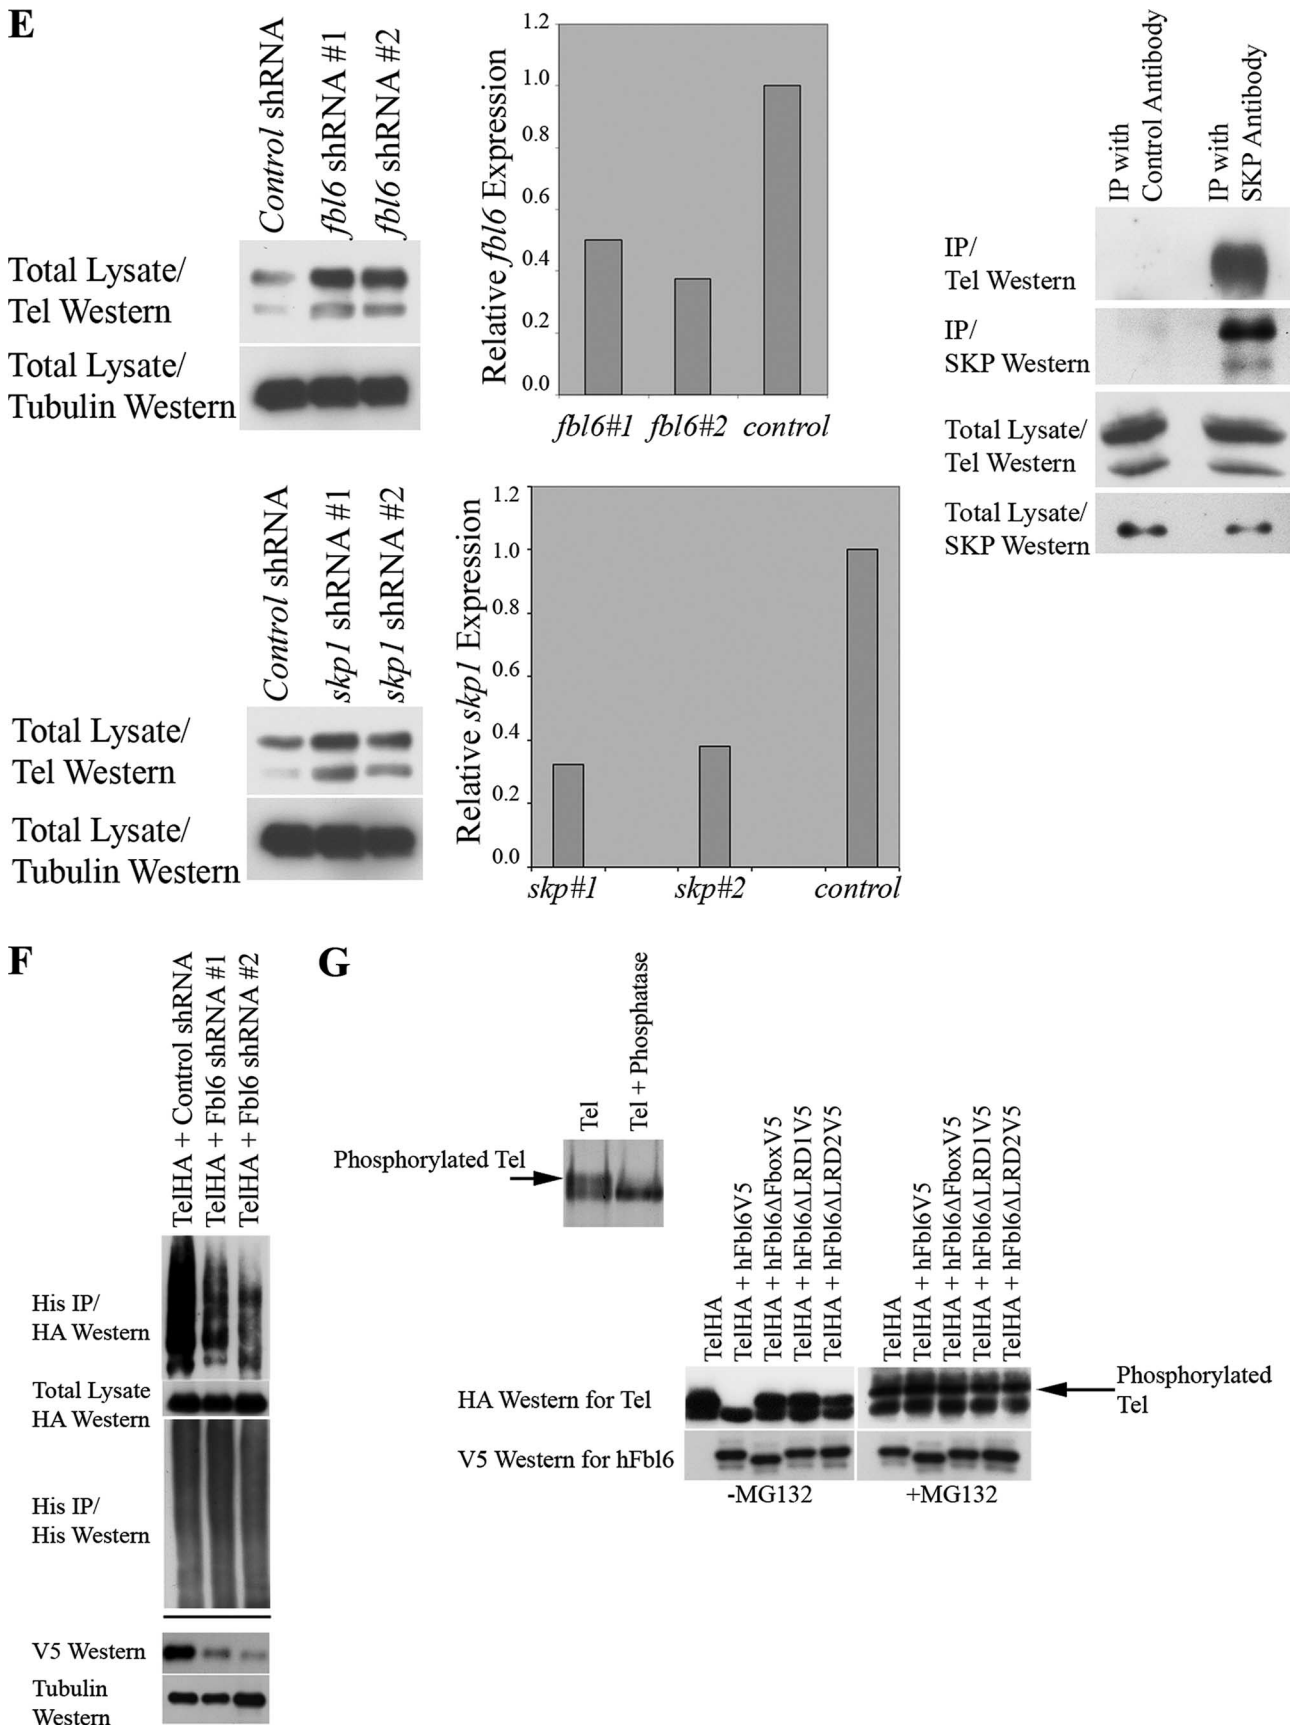 E
Control shRNA
fbl6 shRNA #1
fbl6 shRNA #2
Total Lysate/
Tel Western
Total Lysate/
Tubulin Western
Relative fbl6 Expression
1.2
1.0
0.8
0.6
0.4
0.2
0.0
fbl6#1 fbl6#2 control
IP with
Control Antibody
IP with
SKP Antibody
IP/
Tel Western
IP/
SKP Western
Total Lysate/
Tel Western
Total Lysate/
SKP Western
Control shRNA
skp1 shRNA #1
skp1 shRNA #2
Total Lysate/
Tel Western
Total Lysate/
Tubulin Western
Relative skp1 Expression
1.2
1.0
0.8
0.6
0.4
0.2
0.0
skp#1 skp#2 control
F
TelHA + Control shRNA
TelHA + Fbl6 shRNA #1
TelHA + Fbl6 shRNA #2
His IP/
HA Western
Total Lysate
HA Western
His IP/
His Western
V5 Western
Tubulin
Western
G
Tel
Tel + Phosphatase
Phosphorylated Tel
TelHA
TelHA + hFbl6V5
TelHA + hFbl6ΔFboxV5
TelHA + hFbl6ΔLRD1V5
TelHA + hFbl6ΔLRD2V5
TelHA
TelHA + hFbl6V5
TelHA + hFbl6ΔFboxV5
TelHA + hFbl6ΔLRD1V5
TelHA + hFbl6ΔLRD2V5
HA Western for Tel
Phosphorylated
Tel
V5 Western for hFbl6
-MG132 +MG132